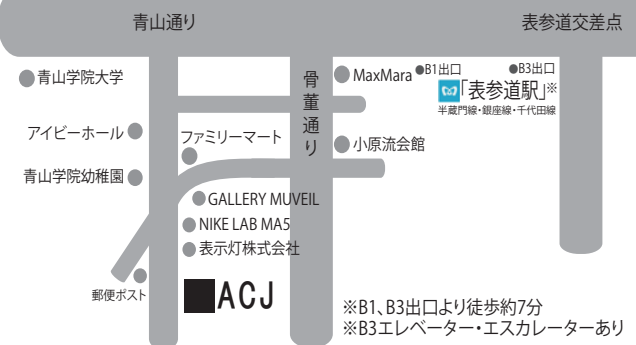 青山通り
表参道交差点
●青山学院大学
骨董通り
●MaxMara
●B1出口
●B3出口
「表参道駅」※
半蔵門線・銀座線・千代田線
アイビーホール●
ファミリーマート
●小原流会館
青山学院幼稚園●
●GALLERY MUVEIL
●NIKE LAB MA5
●表示灯株式会社
郵便ポスト
■ACJ
※B1、B3出口より徒歩約7分
※B3エレベーター・エスカレーターあり